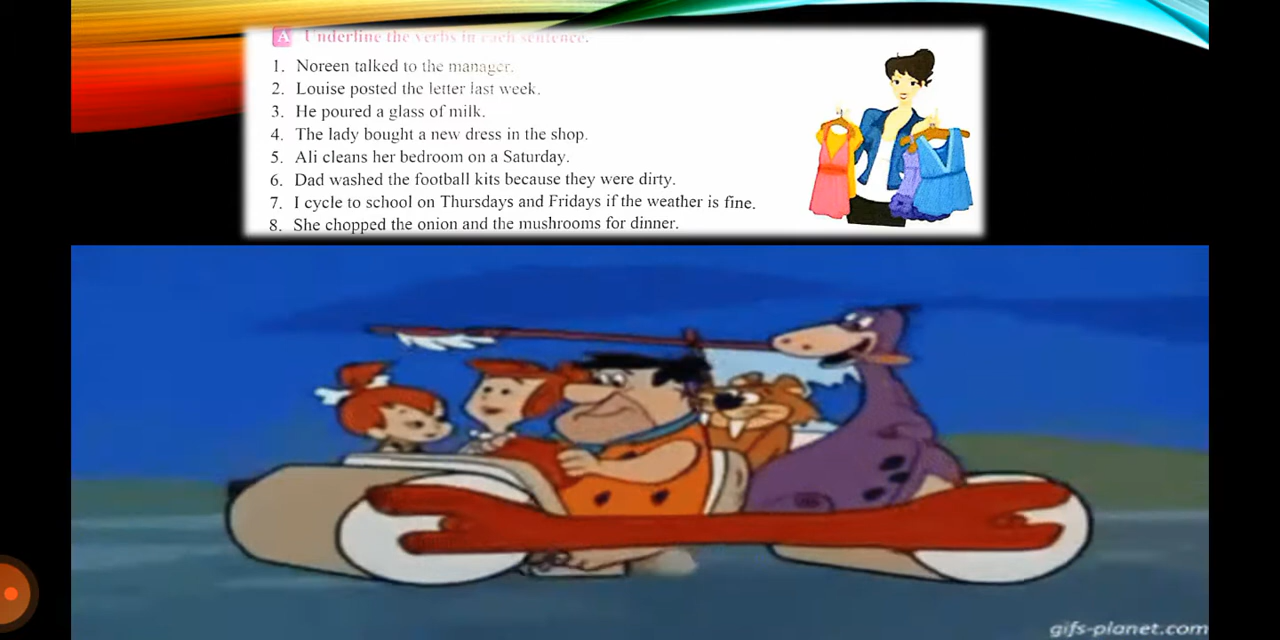 A Underline the verbs in each sentence.
1. Noreen talked to the manager.
2. Louise posted the letter last week.
3. He poured a glass of milk.
4. The lady bought a new dress in the shop.
5. Ali cleans her bedroom on a Saturday.
6. Dad washed the football kits because they were dirty.
7. I cycle to school on Thursdays and Fridays if the weather is fine.
8. She chopped the onion and the mushrooms for dinner.
gifs-planet.com